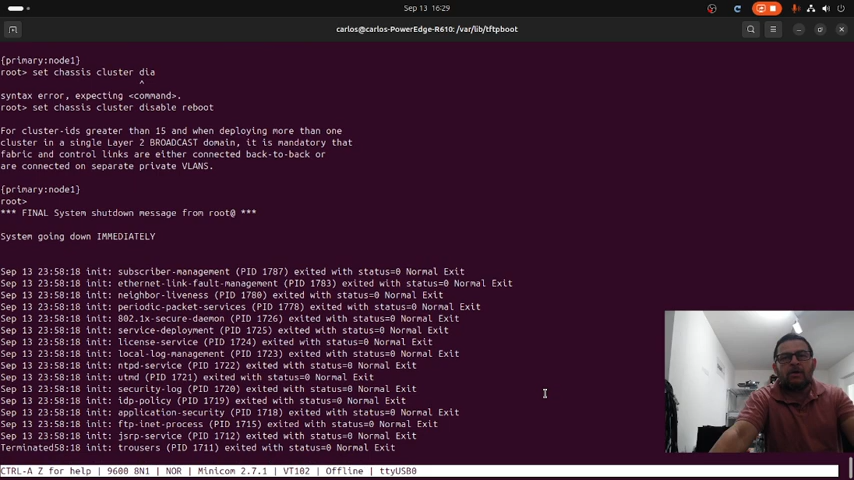 Sep 13 16:29
carlos@carlos-PowerEdge-R610: /var/lib/tftpboot
{primary:node1}
root> set chassis cluster dia
^
syntax error, expecting <command>.
root> set chassis cluster disable reboot
For cluster-ids greater than 15 and when deploying more than one
cluster in a single Layer 2 BROADCAST domain, it is mandatory that
fabric and control links are either connected back-to-back or
are connected on separate private VLANS.
{primary:node1}
root>
*** FINAL System shutdown message from root@ ***
System going down IMMEDIATELY
Sep 13 23:58:18 init: subscriber-management (PID 1787) exited with status=0 Normal Exit
Sep 13 23:58:18 init: ethernet-link-fault-management (PID 1783) exited with status=0 Normal Exit
Sep 13 23:58:18 init: neighbor-liveness (PID 1780) exited with status=0 Normal Exit
Sep 13 23:58:18 init: periodic-packet-services (PID 1778) exited with status=0 Normal Exit
Sep 13 23:58:18 init: 802.1x-secure-daemon (PID 1726) exited with status=0 Normal Exit
Sep 13 23:58:18 init: service-deployment (PID 1725) exited with status=0 Normal Exit
Sep 13 23:58:18 init: license-service (PID 1724) exited with status=0 Normal Exit
Sep 13 23:58:18 init: local-log-management (PID 1723) exited with status=0 Normal Exit
Sep 13 23:58:18 init: ntpd-service (PID 1722) exited with status=0 Normal Exit
Sep 13 23:58:18 init: utmd (PID 1721) exited with status=0 Normal Exit
Sep 13 23:58:18 init: security-log (PID 1720) exited with status=0 Normal Exit
Sep 13 23:58:18 init: idp-policy (PID 1719) exited with status=0 Normal Exit
Sep 13 23:58:18 init: application-security (PID 1718) exited with status=0 Normal Exit
Sep 13 23:58:18 init: ftp-inet-process (PID 1715) exited with status=0 Normal Exit
Sep 13 23:58:18 init: jsrp-service (PID 1712) exited with status=0 Normal Exit
Terminated58:18 init: trousers (PID 1711) exited with status=0 Normal Exit
CTRL-A Z for help | 9600 8N1 | NOR | Minicom 2.7.1 | VT102 | Offline | ttyUSB0